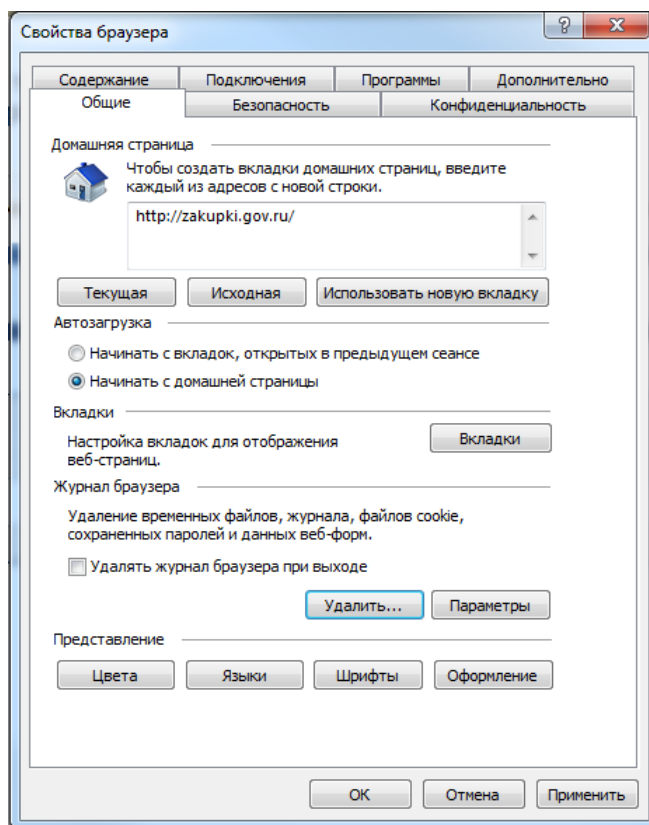 Свойства браузера
Содержание Подключения Программы Дополнительно
Общие Безопасность Конфиденциальность
Домашняя страница
Чтобы создать вкладки домашних страниц, введите
каждый из адресов с новой строки.
http://zakupki.gov.ru/
Текущая Исходная Использовать новую вкладку
Автозагрузка
Начинать с вкладок, открытых в предыдущем сеансе
Начинать с домашней страницы
Вкладки
Настройка вкладок для отображения
веб-страниц.
Вкладки
Журнал браузера
Удаление временных файлов, журнала, файлов cookie,
сохраненных паролей и данных веб-форм.
Удалять журнал браузера при выходе
Удалить... Параметры
Представление
Цвета Языки Шрифты Оформление
ОК Отмена Применить